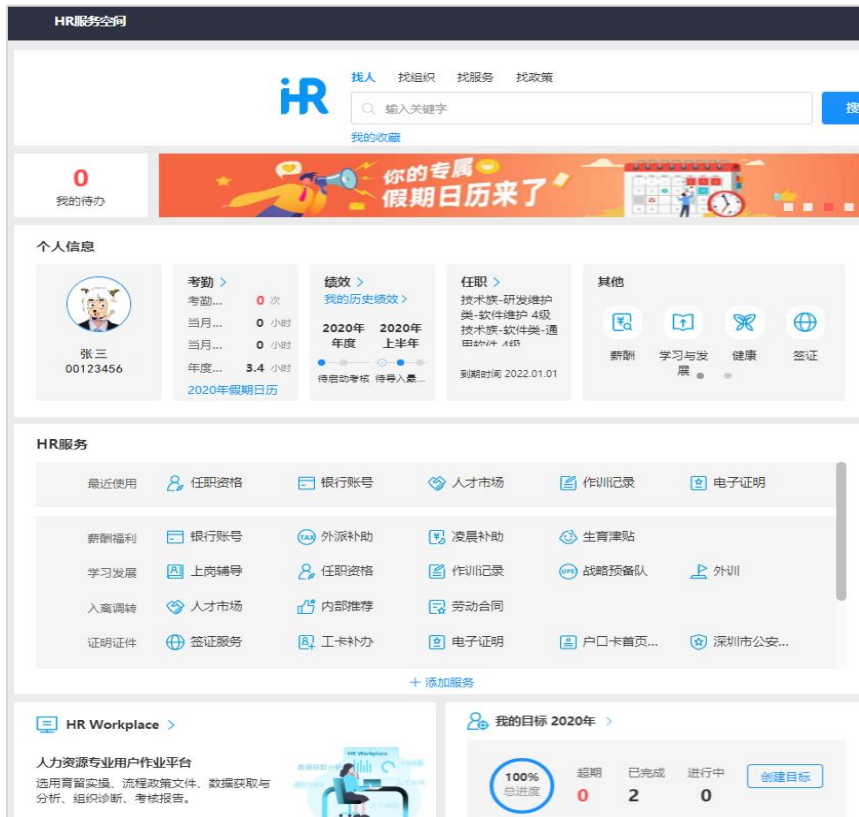 HR服务空间
找人 找组织 找服务 找政策
iHR
输入关键字
搜
我的收藏
0
我的待办
你的专属
假期日历来了
个人信息
张三
00123456
考勤 >
考勤... 0 次
当月... 0 小时
当月... 0 小时
年度... 3.4 小时
2020年假期日历
绩效 >
我的历史绩效 >
2020年 2020年
年度 上半年
待启动考核 待导入最...
任职 >
技术族-研发维护
类-软件维护 4级
技术族-软件类-通
用软件 4级
到期时间 2022.01.01
其他
薪酬 学习与发展 健康 签证
HR服务
最近使用 任职资格 银行账号 人才市场 作训记录 电子证明
薪酬福利 银行账号 外派补助 凌晨补助 生育津贴
学习发展 上岗辅导 任职资格 作训记录 战略预备队 外训
入离调转 人才市场 内部推荐 劳动合同
证明证件 签证服务 工卡补办 电子证明 户口卡首页... 深圳市公安...
+ 添加服务
HR Workplace >
人力资源专业用户作业平台
选用育留实操、流程政策文件、数据获取与
分析、组织诊断、考核报告。
HR Workplace
我的目标 2020年 >
100%
总进度
超期 已完成 进行中
0 2 0
创建目标